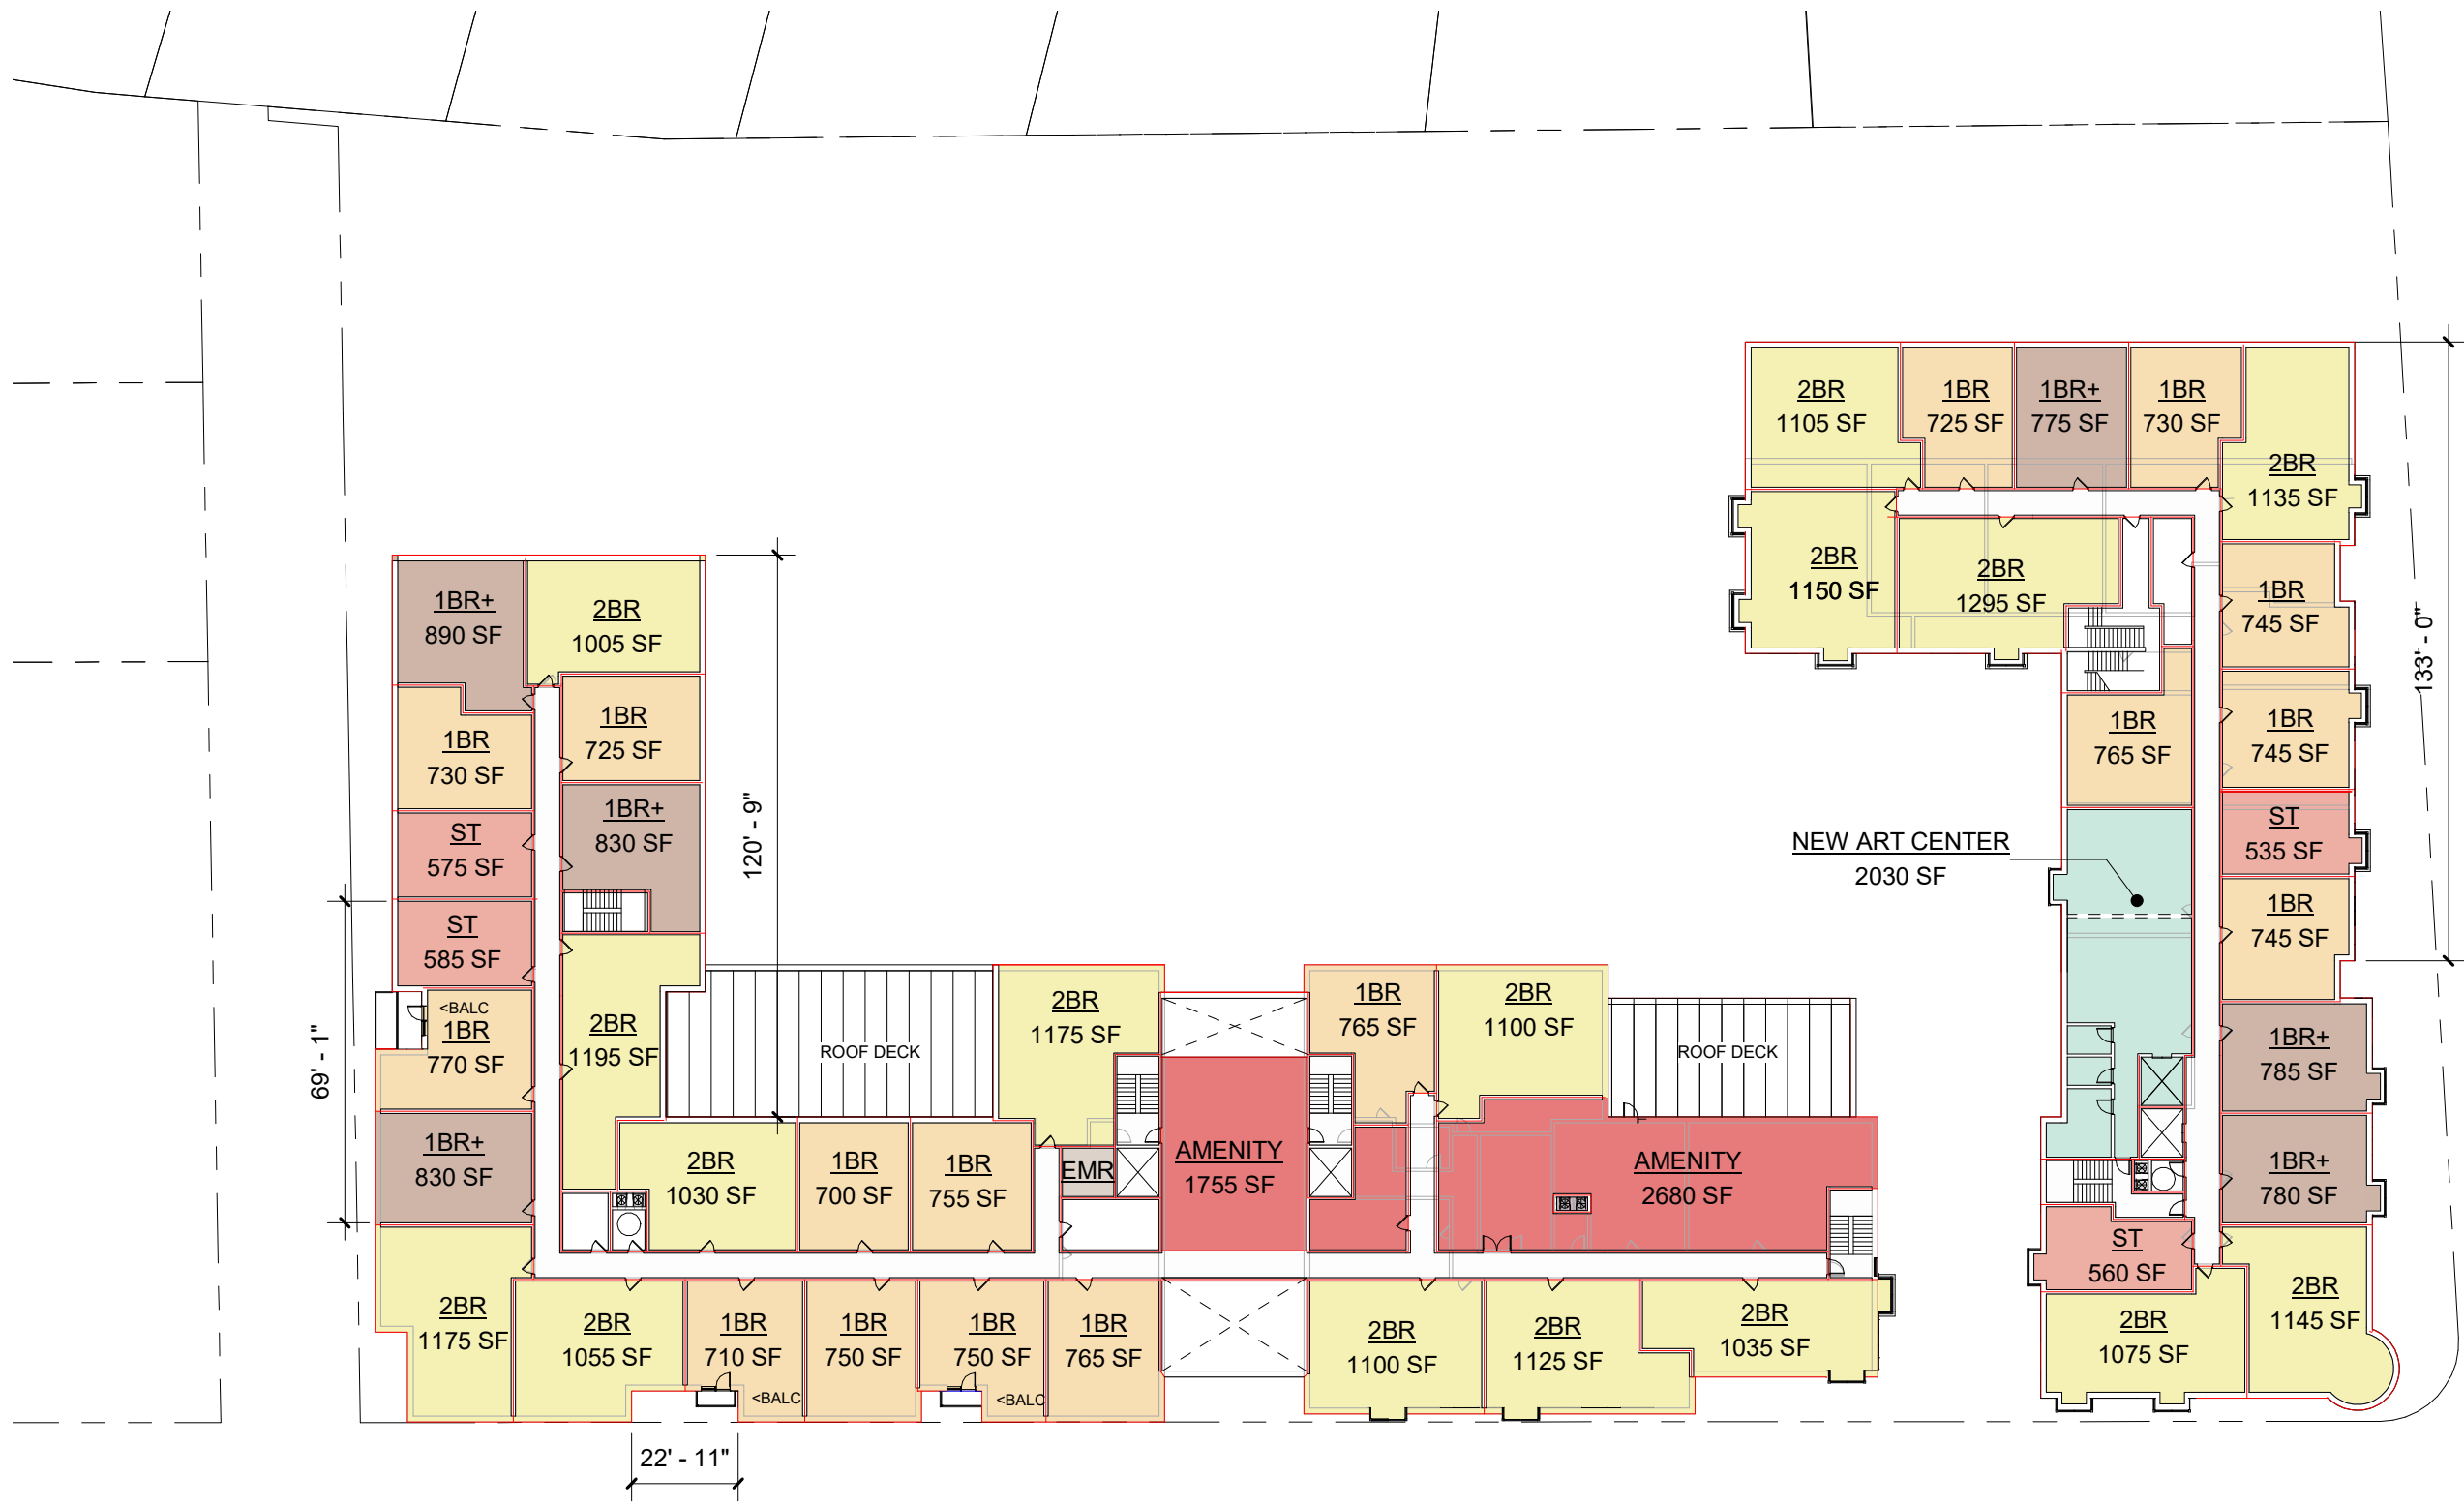 2BR
1105 SF
1BR
725 SF
1BR+
775 SF
1BR
730 SF
2BR
1135 SF
2BR
1150 SF
2BR
1295 SF
1BR
745 SF
133' - 0"
1BR
765 SF
1BR
745 SF
NEW ART CENTER
2030 SF
ST
535 SF
1BR
745 SF
1BR+
785 SF
1BR+
780 SF
ST
560 SF
2BR
1075 SF
2BR
1145 SF
1BR+
890 SF
2BR
1005 SF
1BR
730 SF
1BR
725 SF
ST
575 SF
1BR+
830 SF
120' - 9"
ST
585 SF
69' - 1"
<BALC
1BR
770 SF
2BR
1195 SF
ROOF DECK
2BR
1175 SF
1BR
765 SF
2BR
1100 SF
ROOF DECK
1BR+
830 SF
2BR
1030 SF
1BR
700 SF
1BR
755 SF
EMR
AMENITY
1755 SF
AMENITY
2680 SF
2BR
1175 SF
2BR
1055 SF
1BR
710 SF
<BALC
1BR
750 SF
1BR
750 SF
<BALC
1BR
765 SF
2BR
1100 SF
2BR
1125 SF
2BR
1035 SF
22' - 11"